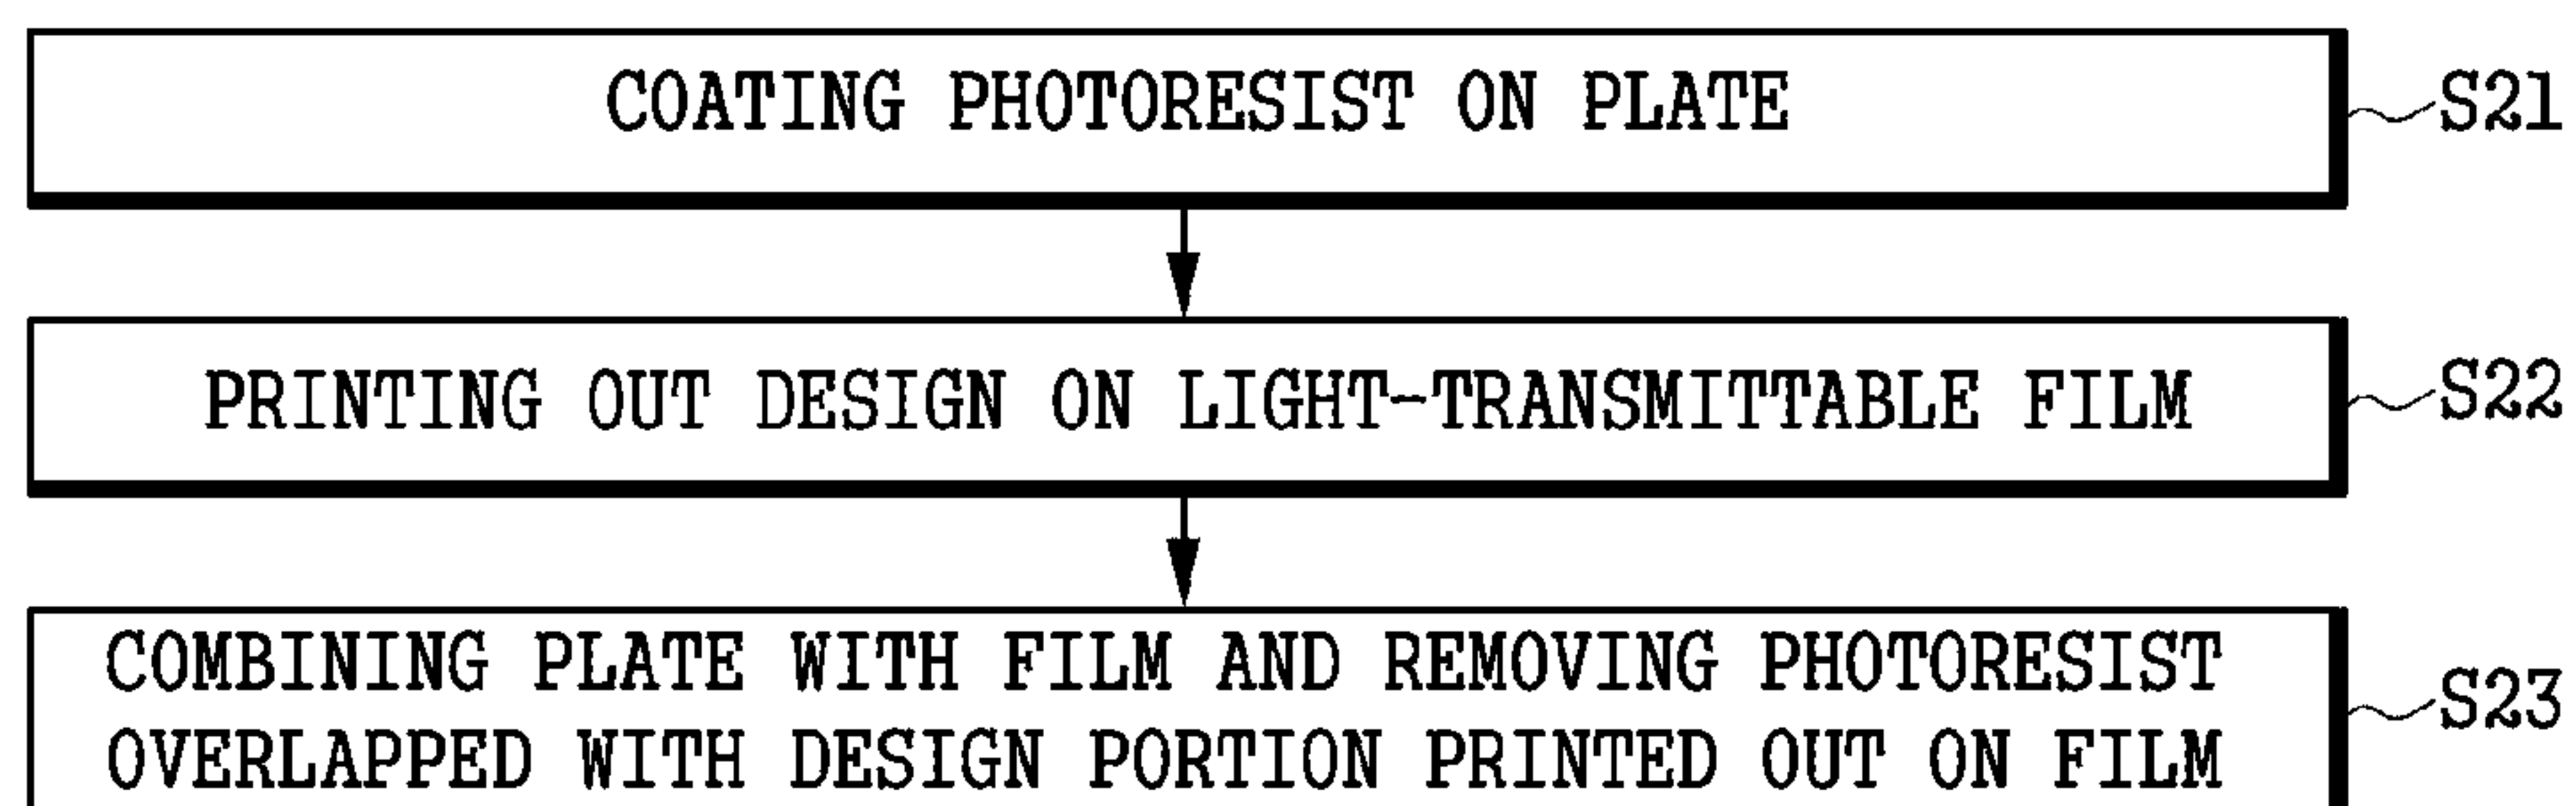 COATING PHOTORESIST ON PLATE
S21
PRINTING OUT DESIGN ON LIGHT-TRANSMITTABLE FILM
S22
COMBINING PLATE WITH FILM AND REMOVING PHOTORESIST
OVERLAPPED WITH DESIGN PORTION PRINTED OUT ON FILM
S23